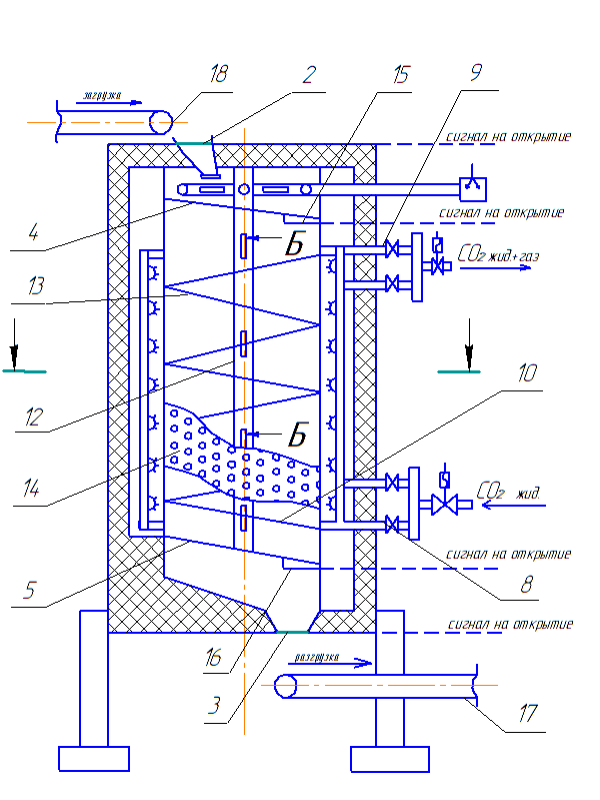 18 2 15 9
загрузка
сигнал на открытие
сигнал на открытие
4
Б
CO2 жид.+газ
13
10
12
Б
14
CO2 жид.
сигнал на открытие
5
8
сигнал на открытие
16
разгрузка
3
17